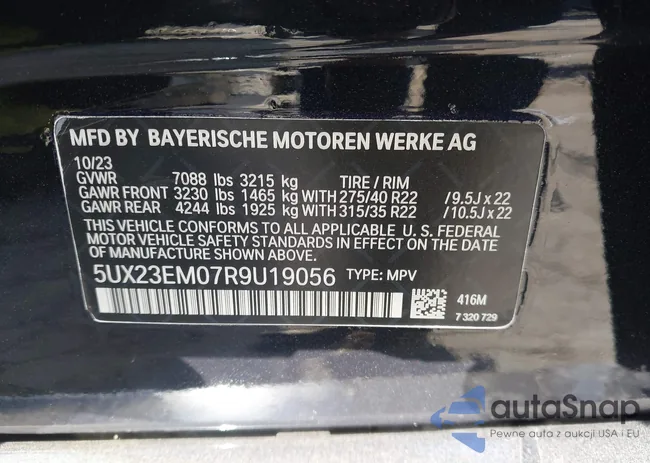 MFD BY BAYERISCHE MOTOREN WERKE AG
10/23
GVWR 7088 lbs 3215 kg TIRE / RIM
GAWR FRONT 3230 lbs 1465 kg WITH 275/40 R22 / 9.5J x 22
GAWR REAR 4244 lbs 1925 kg WITH 315/35 R22 / 10.5J x 22
THIS VEHICLE CONFORMS TO ALL APPLICABLE U. S. FEDERAL
MOTOR VEHICLE SAFETY STANDARDS IN EFFECT ON THE DATE
OF MANUFACTURE SHOWN ABOVE.
5UX23EM07R9U19056 TYPE: MPV
416M
7 320 729
autoSnap
Pewne auta z aukcji USA i EU